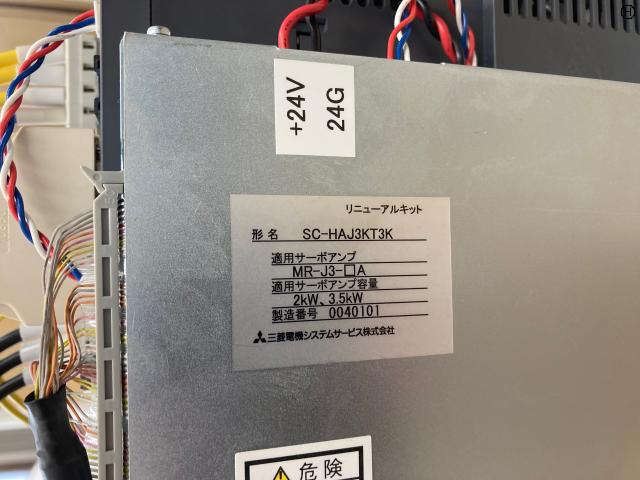 +24V
24G
リニューアルキット
形名 SC-HAJ3KT3K
適用サーボアンプ
MR-J3-□A
適用サーボアンプ容量
2kW、3.5kW
製造番号 0040101
三菱電機システムサービス株式会社
危険